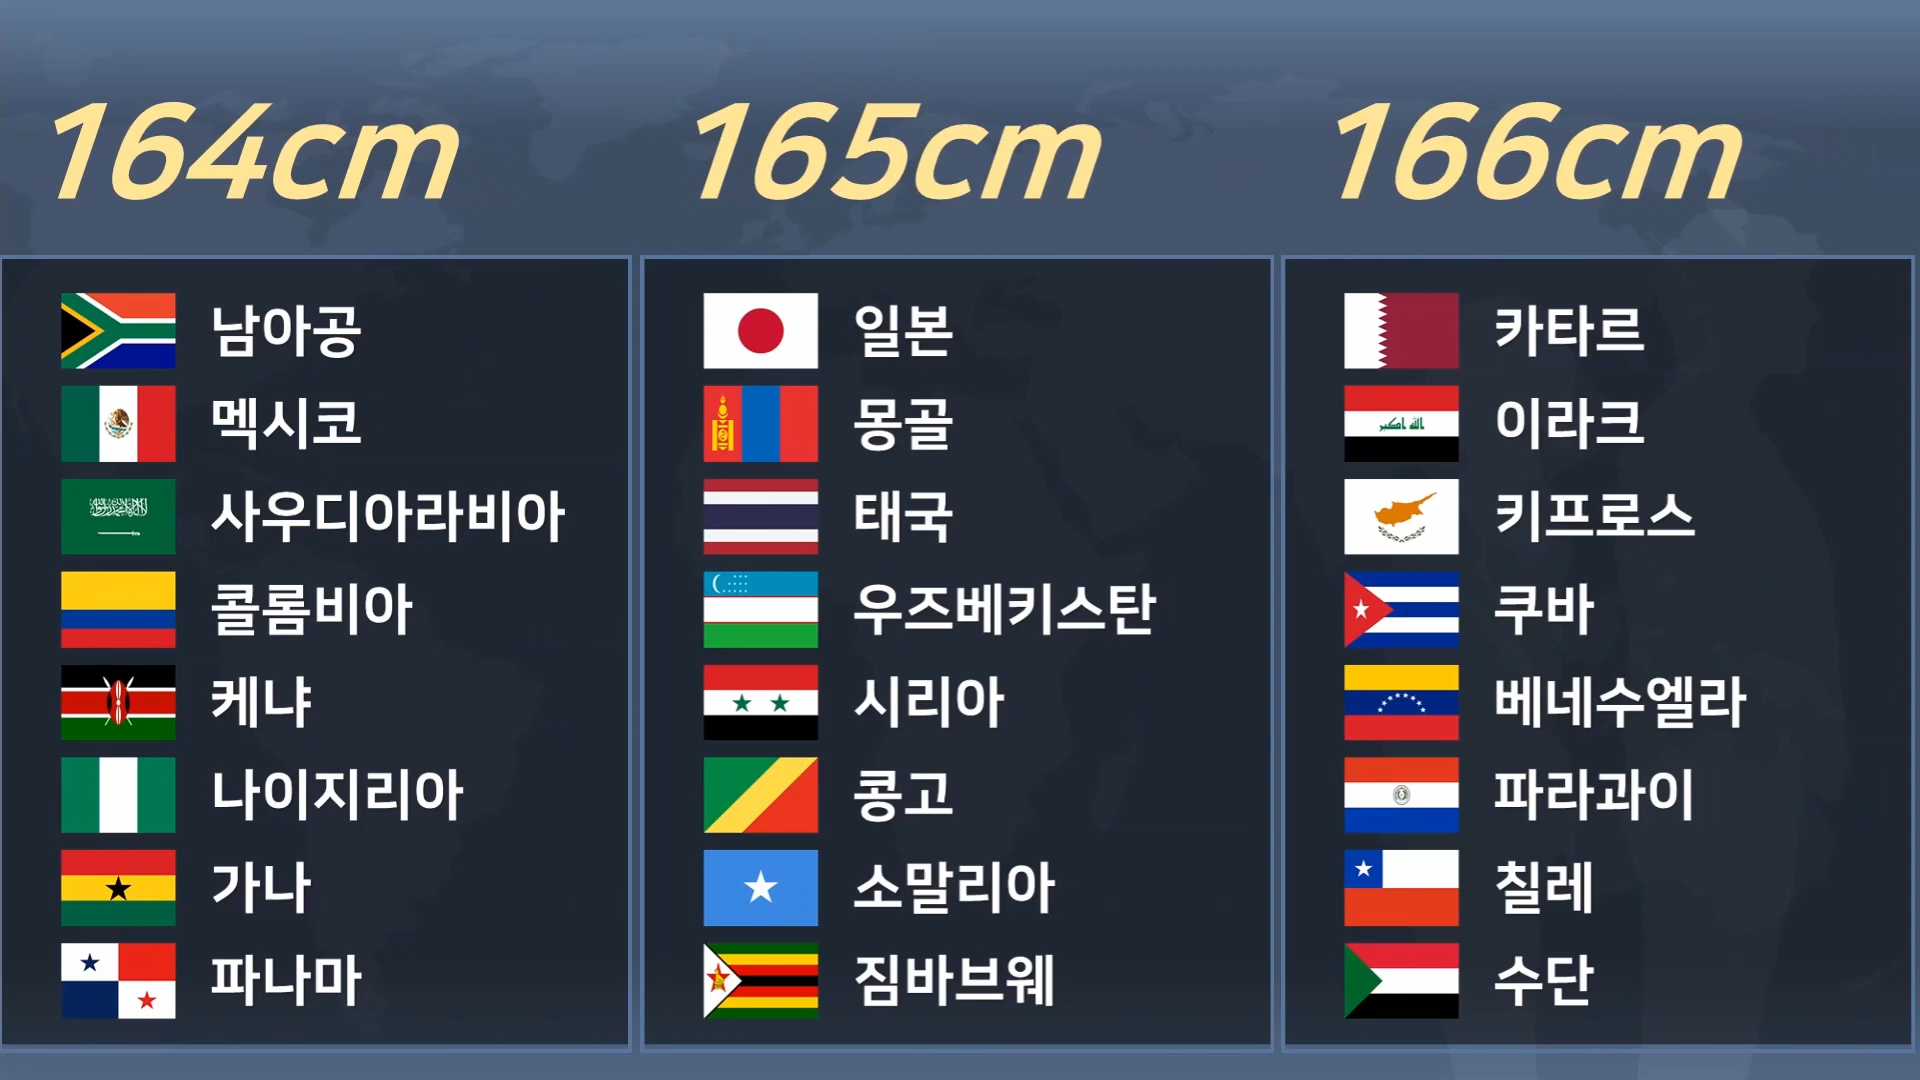 164cm
남아공
멕시코
사우디아라비아
콜롬비아
케냐
나이지리아
가나
파나마
165cm
일본
몽골
태국
우즈베키스탄
시리아
콩고
소말리아
짐바브웨
166cm
카타르
이라크
키프로스
쿠바
베네수엘라
파라과이
칠레
수단